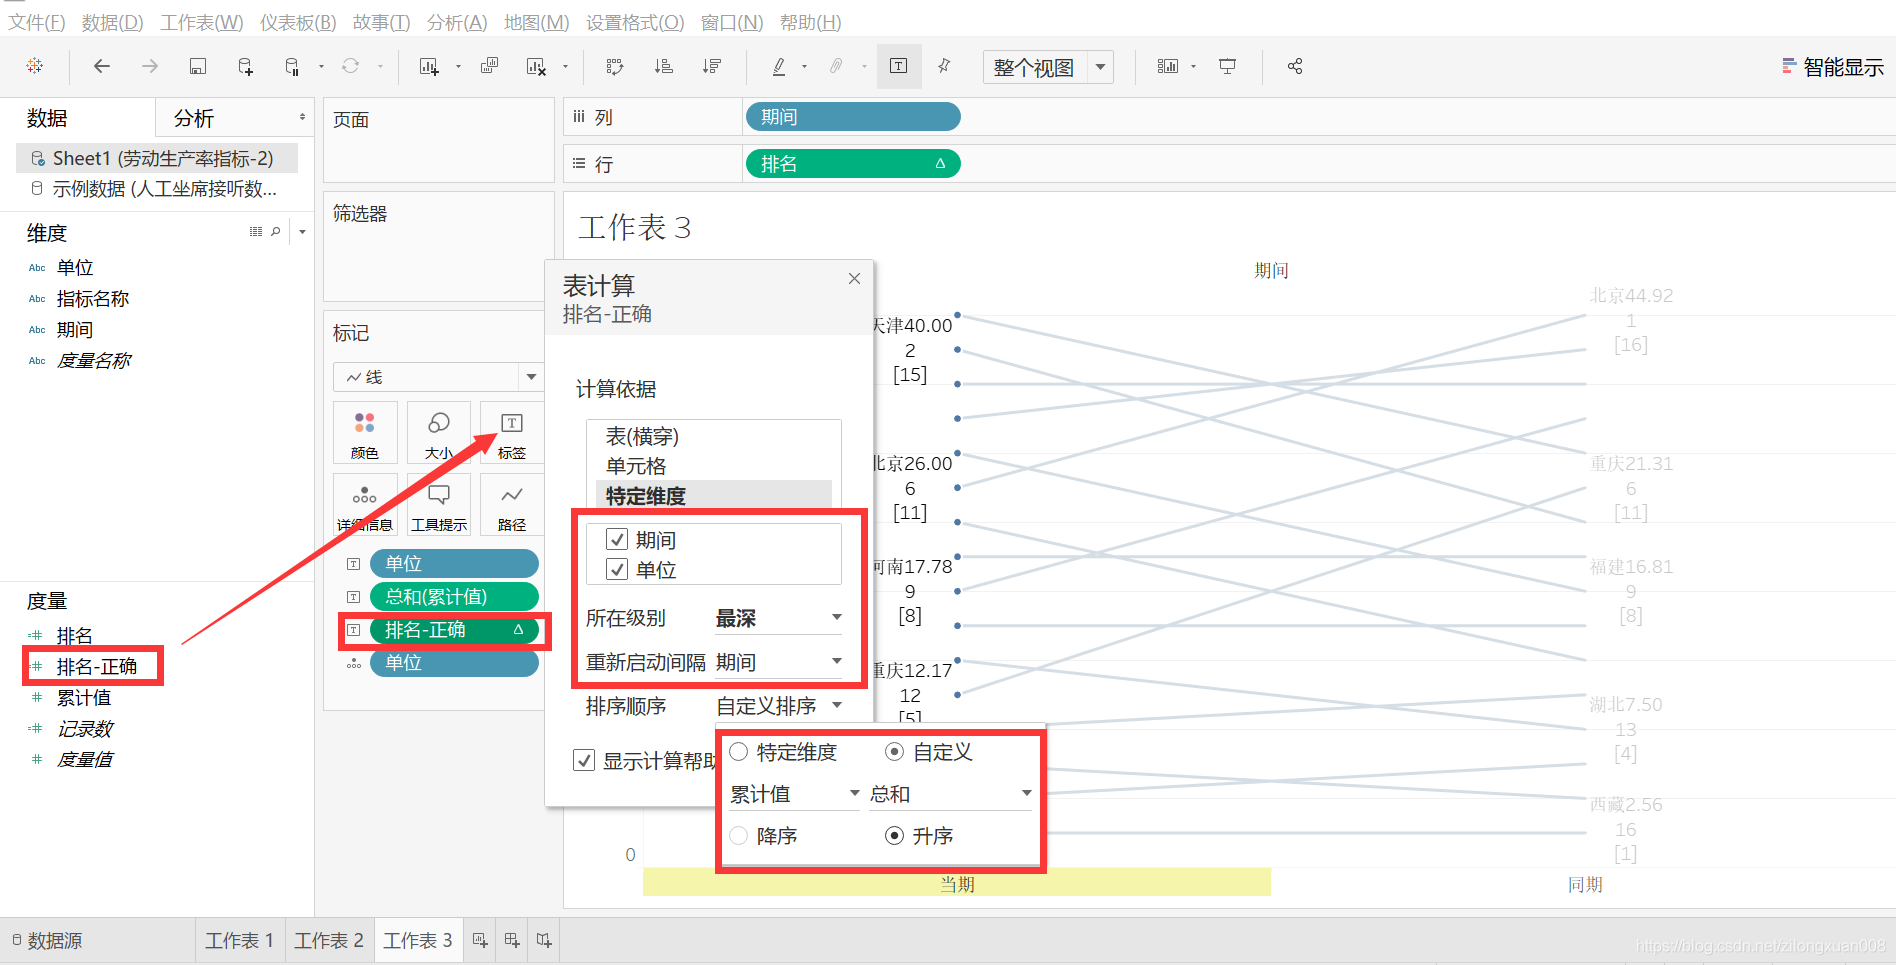 文件(F) 数据(D) 工作表(W) 仪表板(B) 故事(T) 分析(A) 地图(M) 设置格式(O) 窗口(N) 帮助(H)
整个视图
智能显示
数据 分析
Sheet1 (劳动生产率指标-2)
示例数据 (人工坐席接听数...
维度
Abc 单位
Abc 指标名称
Abc 期间
Abc 度量名称
度量
排名
排名-正确
累计值
记录数
度量值
页面
筛选器
标记
线
颜色 大小 标签
详细信息 工具提示 路径
单位
总和(累计值)
排名-正确 Δ
单位
列 期间
行 排名 Δ
工作表 3
期间
表计算
排名-正确
计算依据
表(横穿)
单元格
特定维度
期间
单位
所在级别 最深
重新启动间隔 期间
排序顺序 自定义排序
显示计算帮助
特定维度 自定义
累计值 总和
降序 升序
天津40.00
2
[15]
北京26.00
6
[11]
河南17.78
9
[8]
重庆12.17
12
[5]
北京44.92
1
[16]
重庆21.31
6
[11]
福建16.81
9
[8]
湖北7.50
13
[4]
西藏2.56
16
[1]
0
当期 同期
数据源 工作表 1 工作表 2 工作表 3
https://blog.csdn.net/zilongxuan008